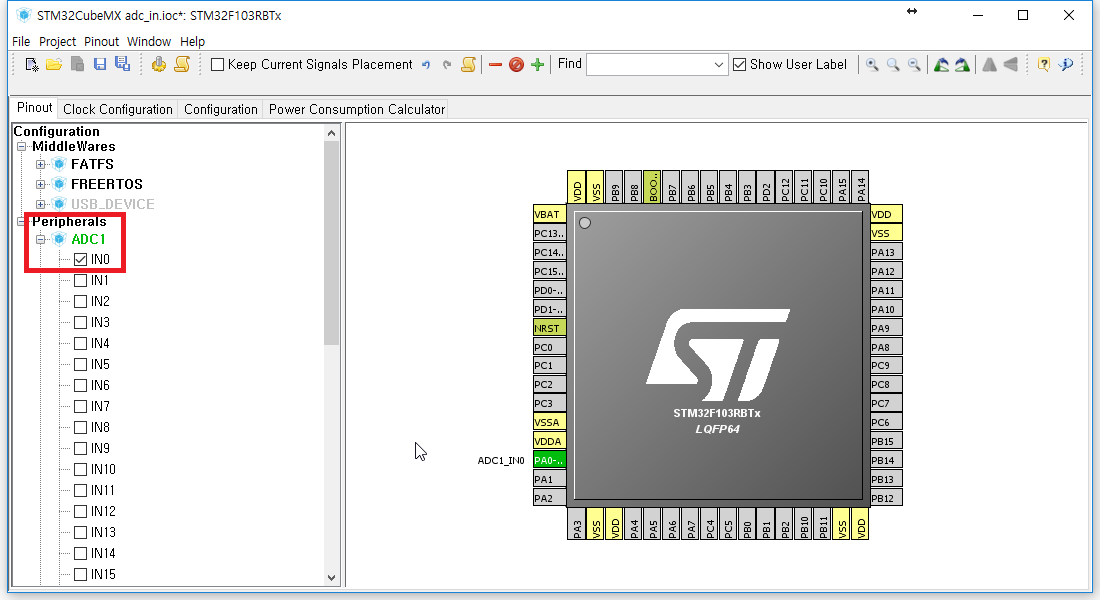 STM32CubeMX adc_in.ioc*: STM32F103RBTx
File Project Pinout Window Help
Keep Current Signals Placement Find Show User Label
Pinout Clock Configuration Configuration Power Consumption Calculator
Configuration
MiddleWares
FATFS
FREERTOS
USB_DEVICE
Peripherals
ADC1
IN0
IN1
IN2
IN3
IN4
IN5
IN6
IN7
IN8
IN9
IN10
IN11
IN12
IN13
IN14
IN15
VDD VSS PB9 PB8 BOO.. PB7 PB6 PB5 PB4 PB3 PD2 PC12 PC11 PC10 PA15 PA14
VBAT
PC13..
PC14..
PC15..
PD0-..
PD1-..
NRST
PC0
PC1
PC2
PC3
VSSA
VDDA
ADC1_IN0 PA0-..
PA1
PA2
STM32F103RBTx
LQFP64
VDD
VSS
PA13
PA12
PA11
PA10
PA9
PA8
PC9
PC8
PC7
PC6
PB15
PB14
PB13
PB12
PA3 VSS VDD PA4 PA5 PA6 PA7 PC4 PC5 PB0 PB1 PB2 PB10 PB11 VSS VDD